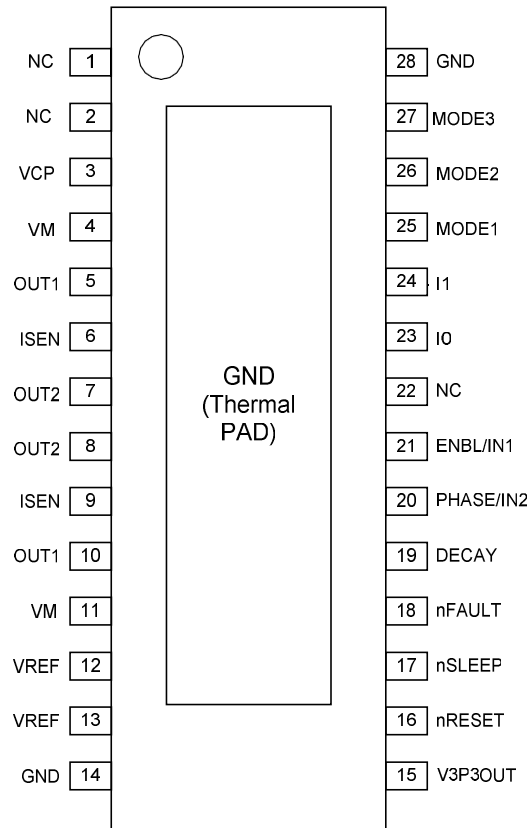 NC 1 28 GND
NC 2 27 MODE3
VCP 3 26 MODE2
VM 4 25 MODE1
OUT1 5 24 I1
ISEN 6 23 I0
OUT2 7 22 NC
OUT2 8 21 ENBL/IN1
ISEN 9 20 PHASE/IN2
OUT1 10 19 DECAY
VM 11 18 nFAULT
VREF 12 17 nSLEEP
VREF 13 16 nRESET
GND 14 15 V3P3OUT
GND
(Thermal
PAD)